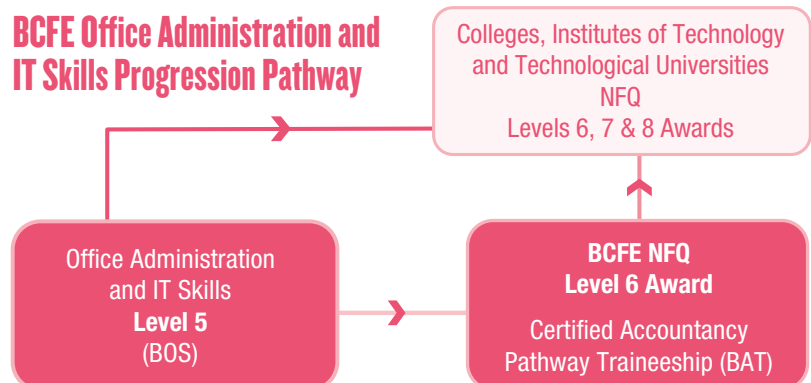 BCFE Office Administration and
IT Skills Progression Pathway
Colleges, Institutes of Technology
and Technological Universities
NFQ
Levels 6, 7 & 8 Awards
Office Administration
and IT Skills
Level 5
(BOS)
BCFE NFQ
Level 6 Award
Certified Accountancy
Pathway Traineeship (BAT)